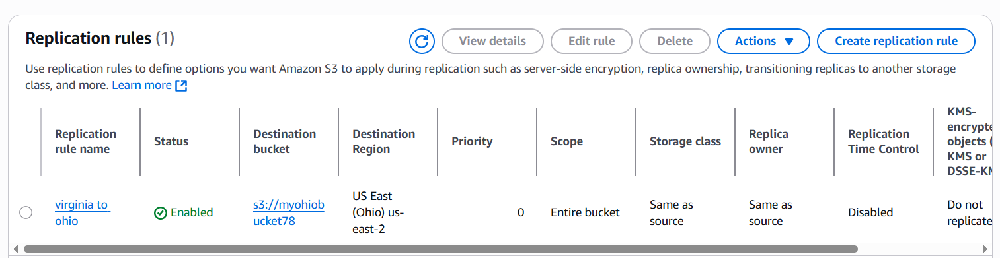 Replication rules (1)
View details
Edit rule
Delete
Actions
Create replication rule
Use replication rules to define options you want Amazon S3 to apply during replication such as server-side encryption, replica ownership, transitioning replicas to another storage
class, and more. Learn more
Replication
rule name
Status
Destination
bucket
Destination
Region
Priority
Scope
Storage class
Replica
owner
Replication
Time Control
KMS-
encrypte
objects (
KMS or
DSSE-KM
virginia to
ohio
Enabled
s3://myohiob
ucket78
US East
(Ohio) us-
east-2
0
Entire bucket
Same as
source
Same as
source
Disabled
Do not
replicate